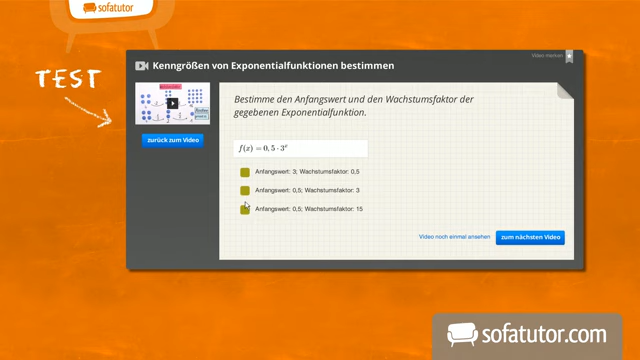 sofatutor
TEST
Video merken
Kenngrößen von Exponentialfunktionen bestimmen
Bestimme den Anfangswert und den Wachstumsfaktor der
gegebenen Exponentialfunktion.
zurück zum Video
f(x) = 0, 5 · 3^x
Anfangswert: 3; Wachstumsfaktor: 0,5
Anfangswert: 0,5; Wachstumsfaktor: 3
Anfangswert: 0,5; Wachstumsfaktor: 15
Video noch einmal ansehen
zum nächsten Video
sofatutor.com